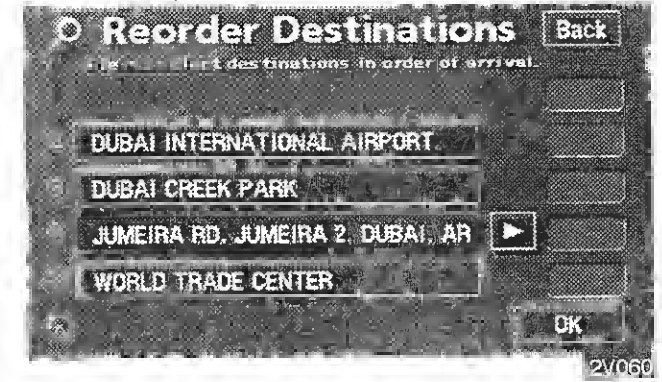 Reorder Destinations
Back
destinations in order of arrival.
DUBAI INTERNATIONAL AIRPORT
DUBAI CREEK PARK
JUMEIRA RD, JUMEIRA 2, DUBAI, AR
WORLD TRADE CENTER
OK
2V060